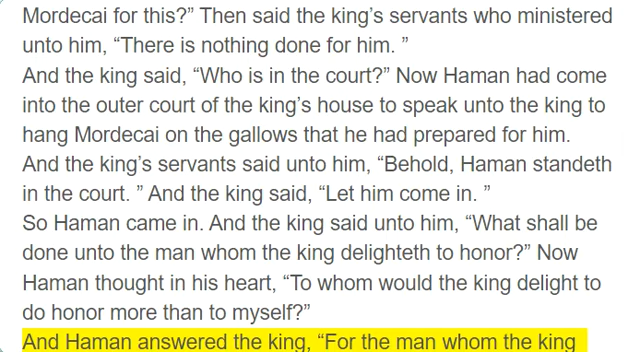 Mordecai for this?” Then said the king’s servants who ministered
unto him, “There is nothing done for him. ”
And the king said, “Who is in the court?” Now Haman had come
into the outer court of the king’s house to speak unto the king to
hang Mordecai on the gallows that he had prepared for him.
And the king’s servants said unto him, “Behold, Haman standeth
in the court. ” And the king said, “Let him come in. ”
So Haman came in. And the king said unto him, “What shall be
done unto the man whom the king delighteth to honor?” Now
Haman thought in his heart, “To whom would the king delight to
do honor more than to myself?”
And Haman answered the king, “For the man whom the king